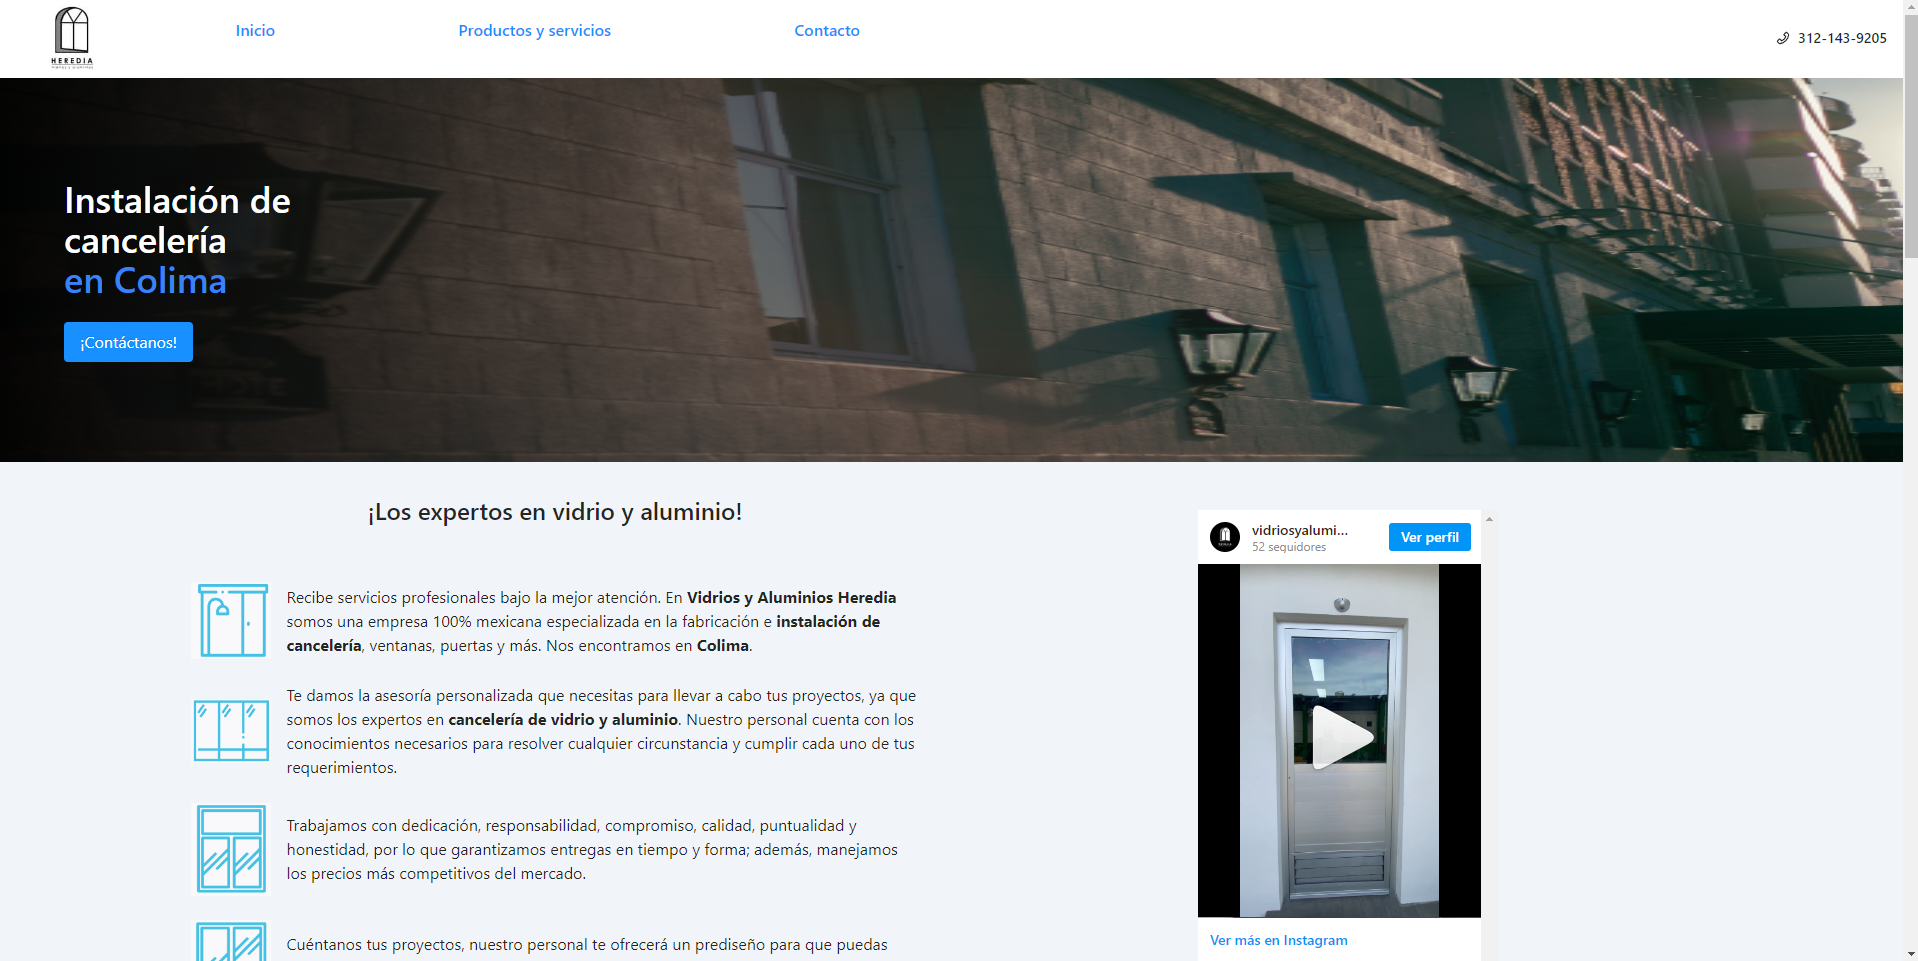 HEREDIA
Inicio
Productos y servicios
Contacto
312-143-9205
Instalación de
cancelería
en Colima
¡Contáctanos!
¡Los expertos en vidrio y aluminio!
Recibe servicios profesionales bajo la mejor atención. En Vidrios y Aluminios Heredia
somos una empresa 100% mexicana especializada en la fabricación e instalación de
cancelería, ventanas, puertas y más. Nos encontramos en Colima.
Te damos la asesoría personalizada que necesitas para llevar a cabo tus proyectos, ya que
somos los expertos en cancelería de vidrio y aluminio. Nuestro personal cuenta con los
conocimientos necesarios para resolver cualquier circunstancia y cumplir cada uno de tus
requerimientos.
Trabajamos con dedicación, responsabilidad, compromiso, calidad, puntualidad y
honestidad, por lo que garantizamos entregas en tiempo y forma; además, manejamos
los precios más competitivos del mercado.
Cuéntanos tus proyectos, nuestro personal te ofrecerá un prediseño para que puedas
vidriosyalumi...
52 seguidores
Ver perfil
Ver más en Instagram